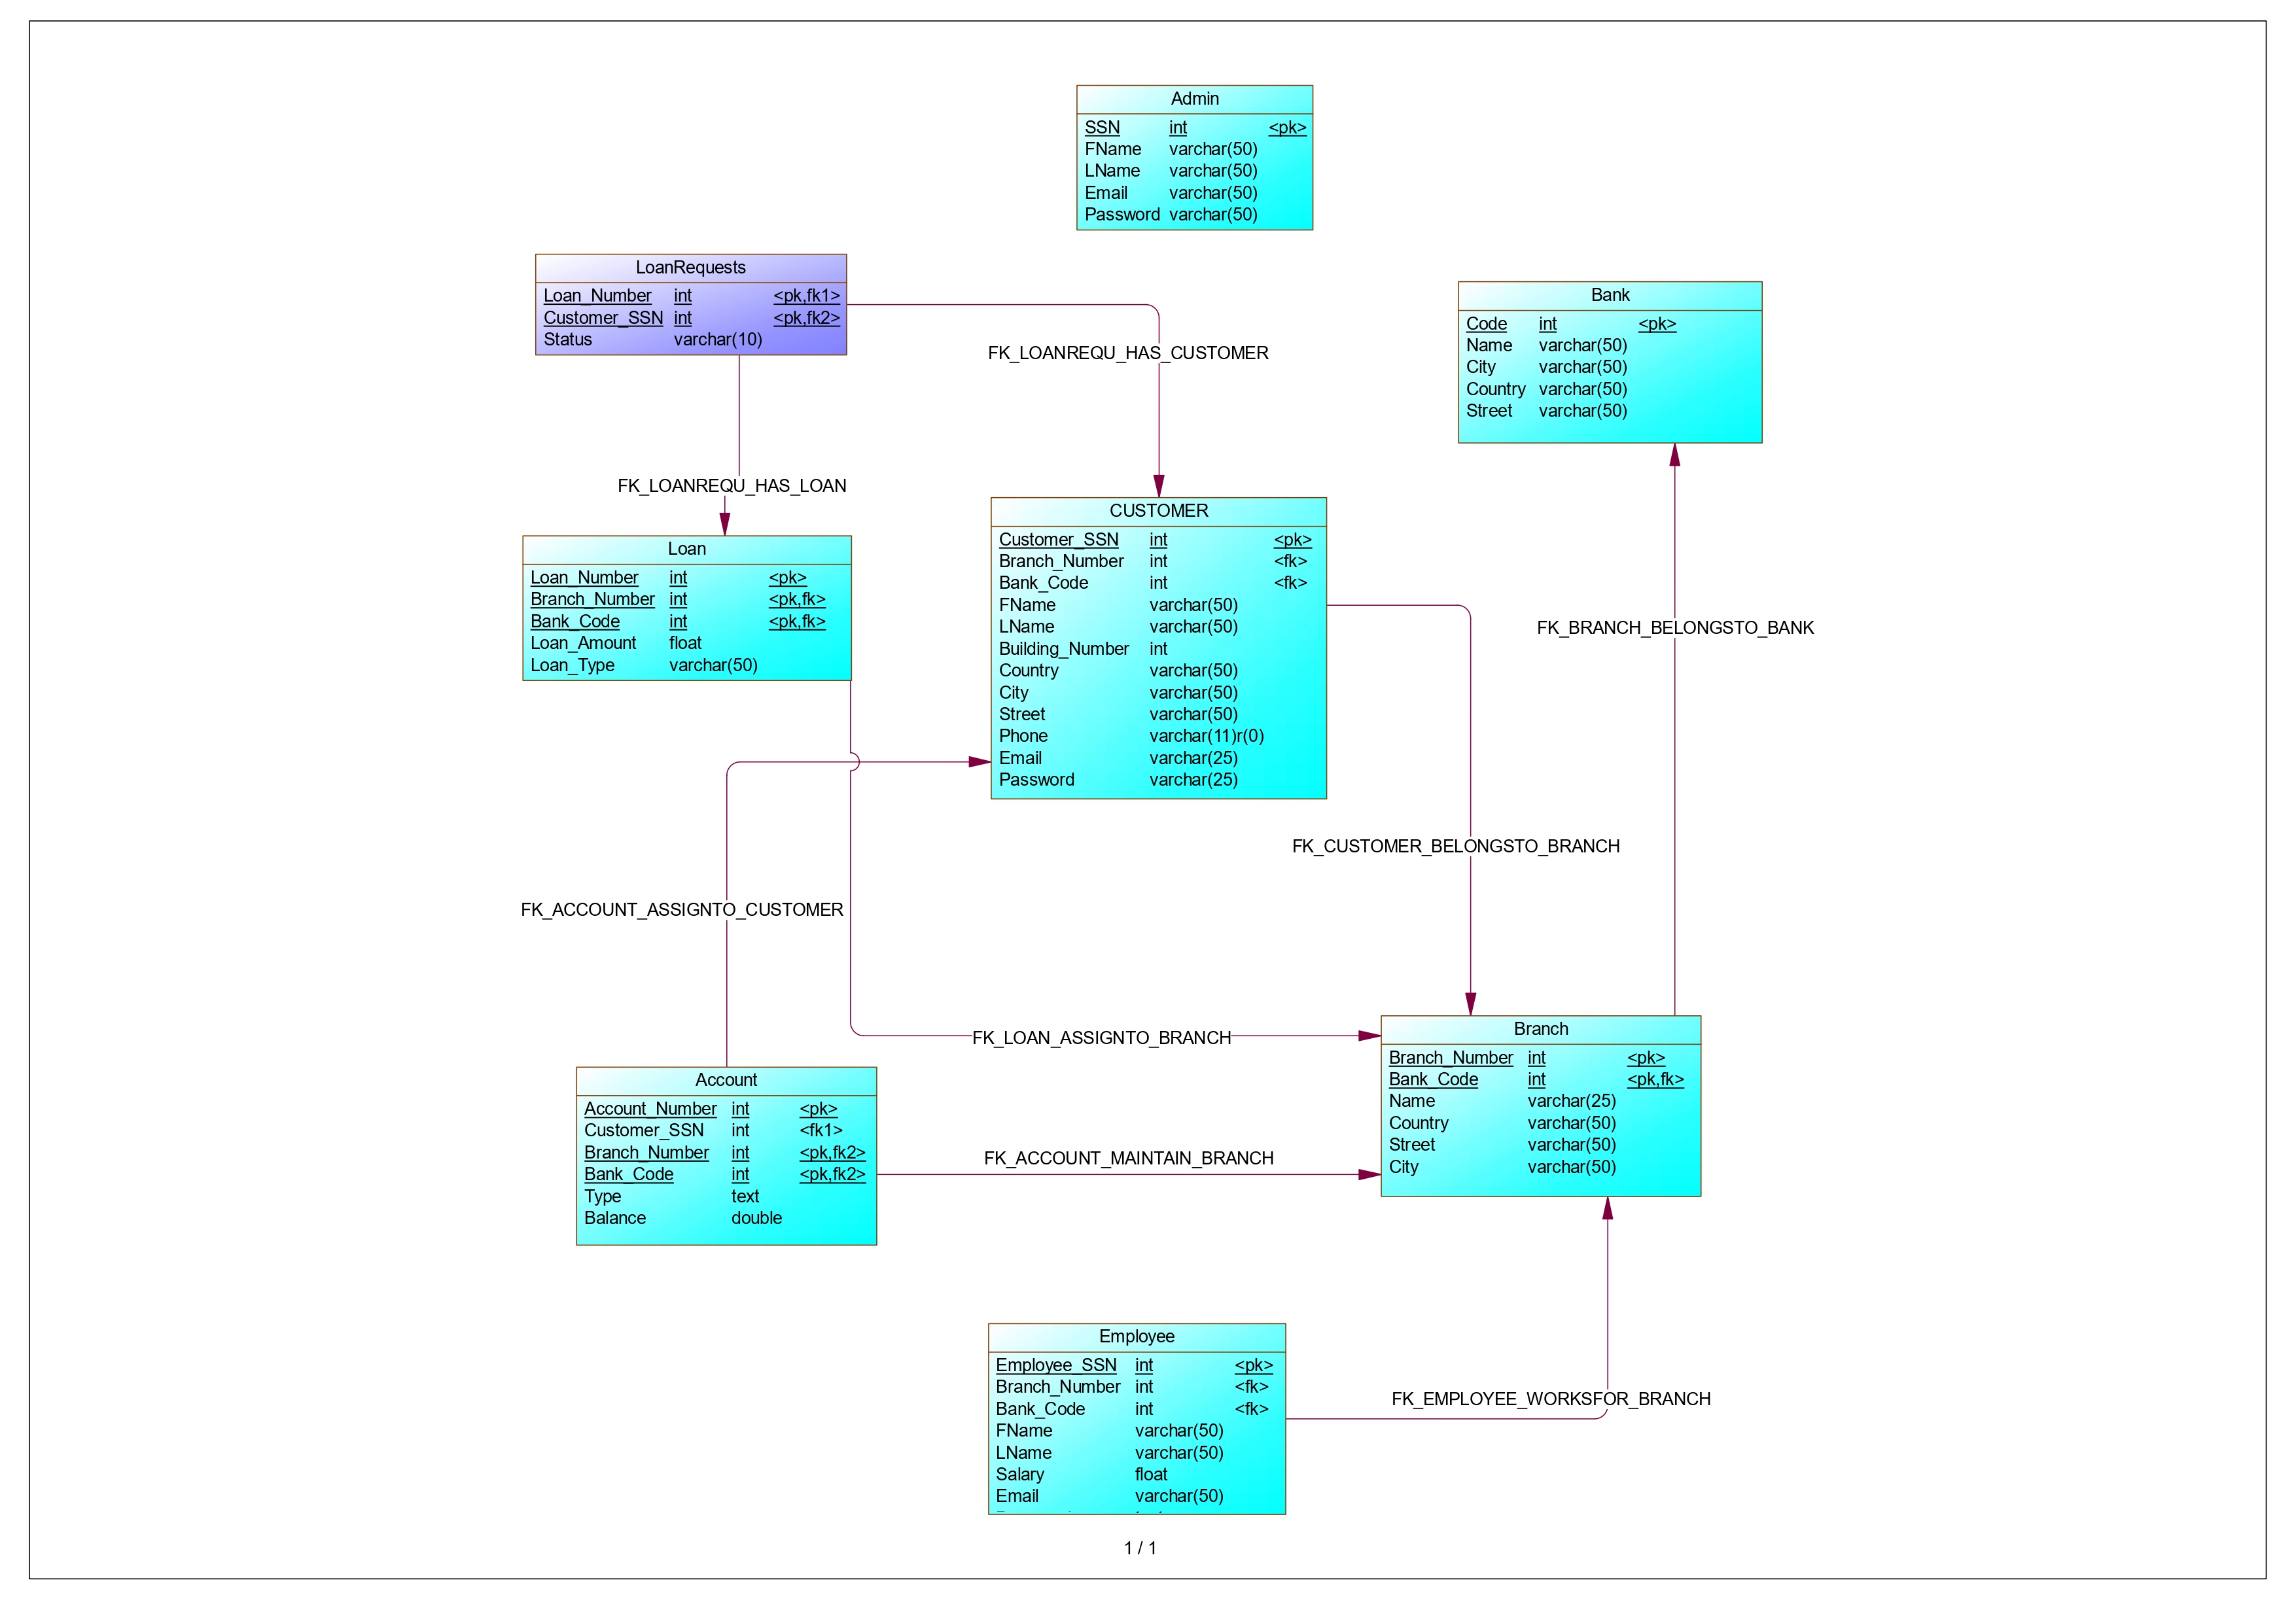 Admin
SSN int <pk>
FName varchar(50)
LName varchar(50)
Email varchar(50)
Password varchar(50)
LoanRequests
Loan_Number int <pk,fk1>
Customer_SSN int <pk,fk2>
Status varchar(10)
Bank
Code int <pk>
Name varchar(50)
City varchar(50)
Country varchar(50)
Street varchar(50)
FK_LOANREQU_HAS_CUSTOMER
FK_LOANREQU_HAS_LOAN
CUSTOMER
Customer_SSN int <pk>
Branch_Number int <fk>
Bank_Code int <fk>
FName varchar(50)
LName varchar(50)
Building_Number int
Country varchar(50)
City varchar(50)
Street varchar(50)
Phone varchar(11)r(0)
Email varchar(25)
Password varchar(25)
Loan
Loan_Number int <pk>
Branch_Number int <pk,fk>
Bank_Code int <pk,fk>
Loan_Amount float
Loan_Type varchar(50)
FK_BRANCH_BELONGSTO_BANK
FK_CUSTOMER_BELONGSTO_BRANCH
FK_ACCOUNT_ASSIGNTO_CUSTOMER
FK_LOAN_ASSIGNTO_BRANCH
Branch
Branch_Number int <pk>
Bank_Code int <pk,fk>
Name varchar(25)
Country varchar(50)
Street varchar(50)
City varchar(50)
Account
Account_Number int <pk>
Customer_SSN int <fk1>
Branch_Number int <pk,fk2>
Bank_Code int <pk,fk2>
Type text
Balance double
FK_ACCOUNT_MAINTAIN_BRANCH
Employee
Employee_SSN int <pk>
Branch_Number int <fk>
Bank_Code int <fk>
FName varchar(50)
LName varchar(50)
Salary float
Email varchar(50)
FK_EMPLOYEE_WORKSFOR_BRANCH
1 / 1